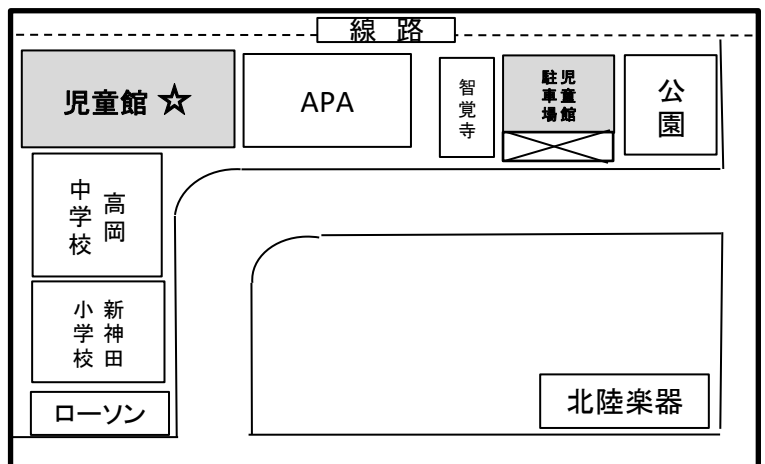 線 路
児童館 ☆
APA
智覚寺
児童館
駐車場
公園
高岡
中学校
新神田
小学校
ローソン
北陸楽器